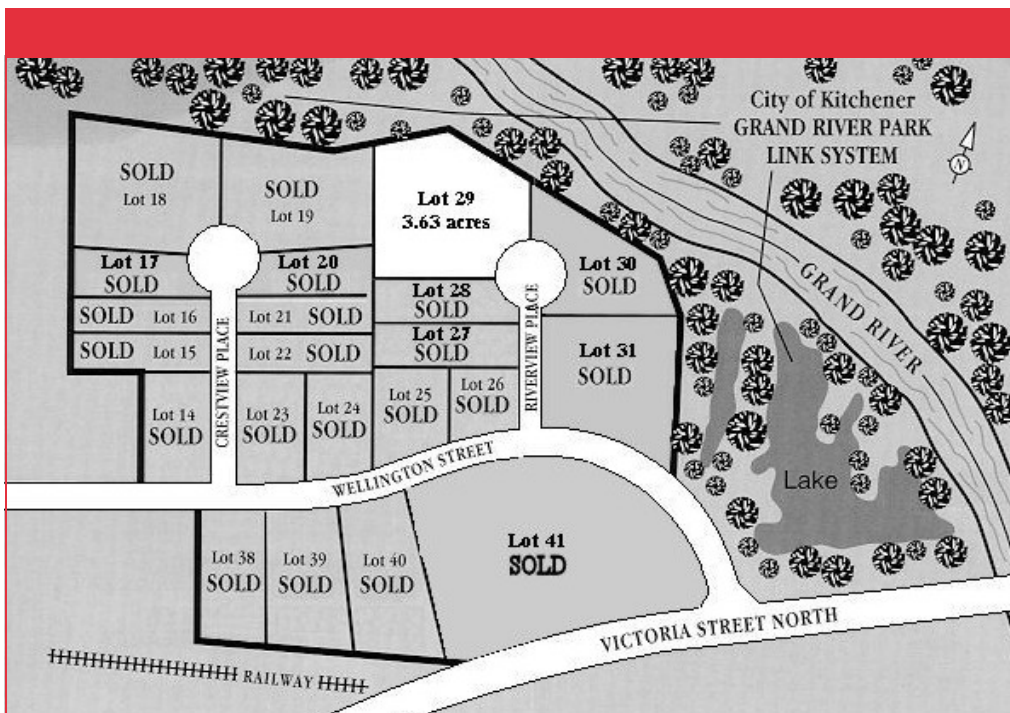 City of Kitchener
GRAND RIVER PARK
LINK SYSTEM
N
SOLD
Lot 18
SOLD
Lot 19
Lot 29
3.63 acres
Lot 17
SOLD
Lot 20
SOLD
Lot 28
SOLD
Lot 30
SOLD
GRAND RIVER
SOLD Lot 16
Lot 21 SOLD
Lot 27
SOLD
SOLD Lot 15
Lot 22 SOLD
Lot 31
SOLD
CRESTVIEW PLACE
RIVERVIEW PLACE
Lot 14
SOLD
Lot 23
SOLD
Lot 24
SOLD
Lot 25
SOLD
Lot 26
SOLD
WELLINGTON STREET
Lake
Lot 38
SOLD
Lot 39
SOLD
Lot 40
SOLD
Lot 41
SOLD
VICTORIA STREET NORTH
RAILWAY